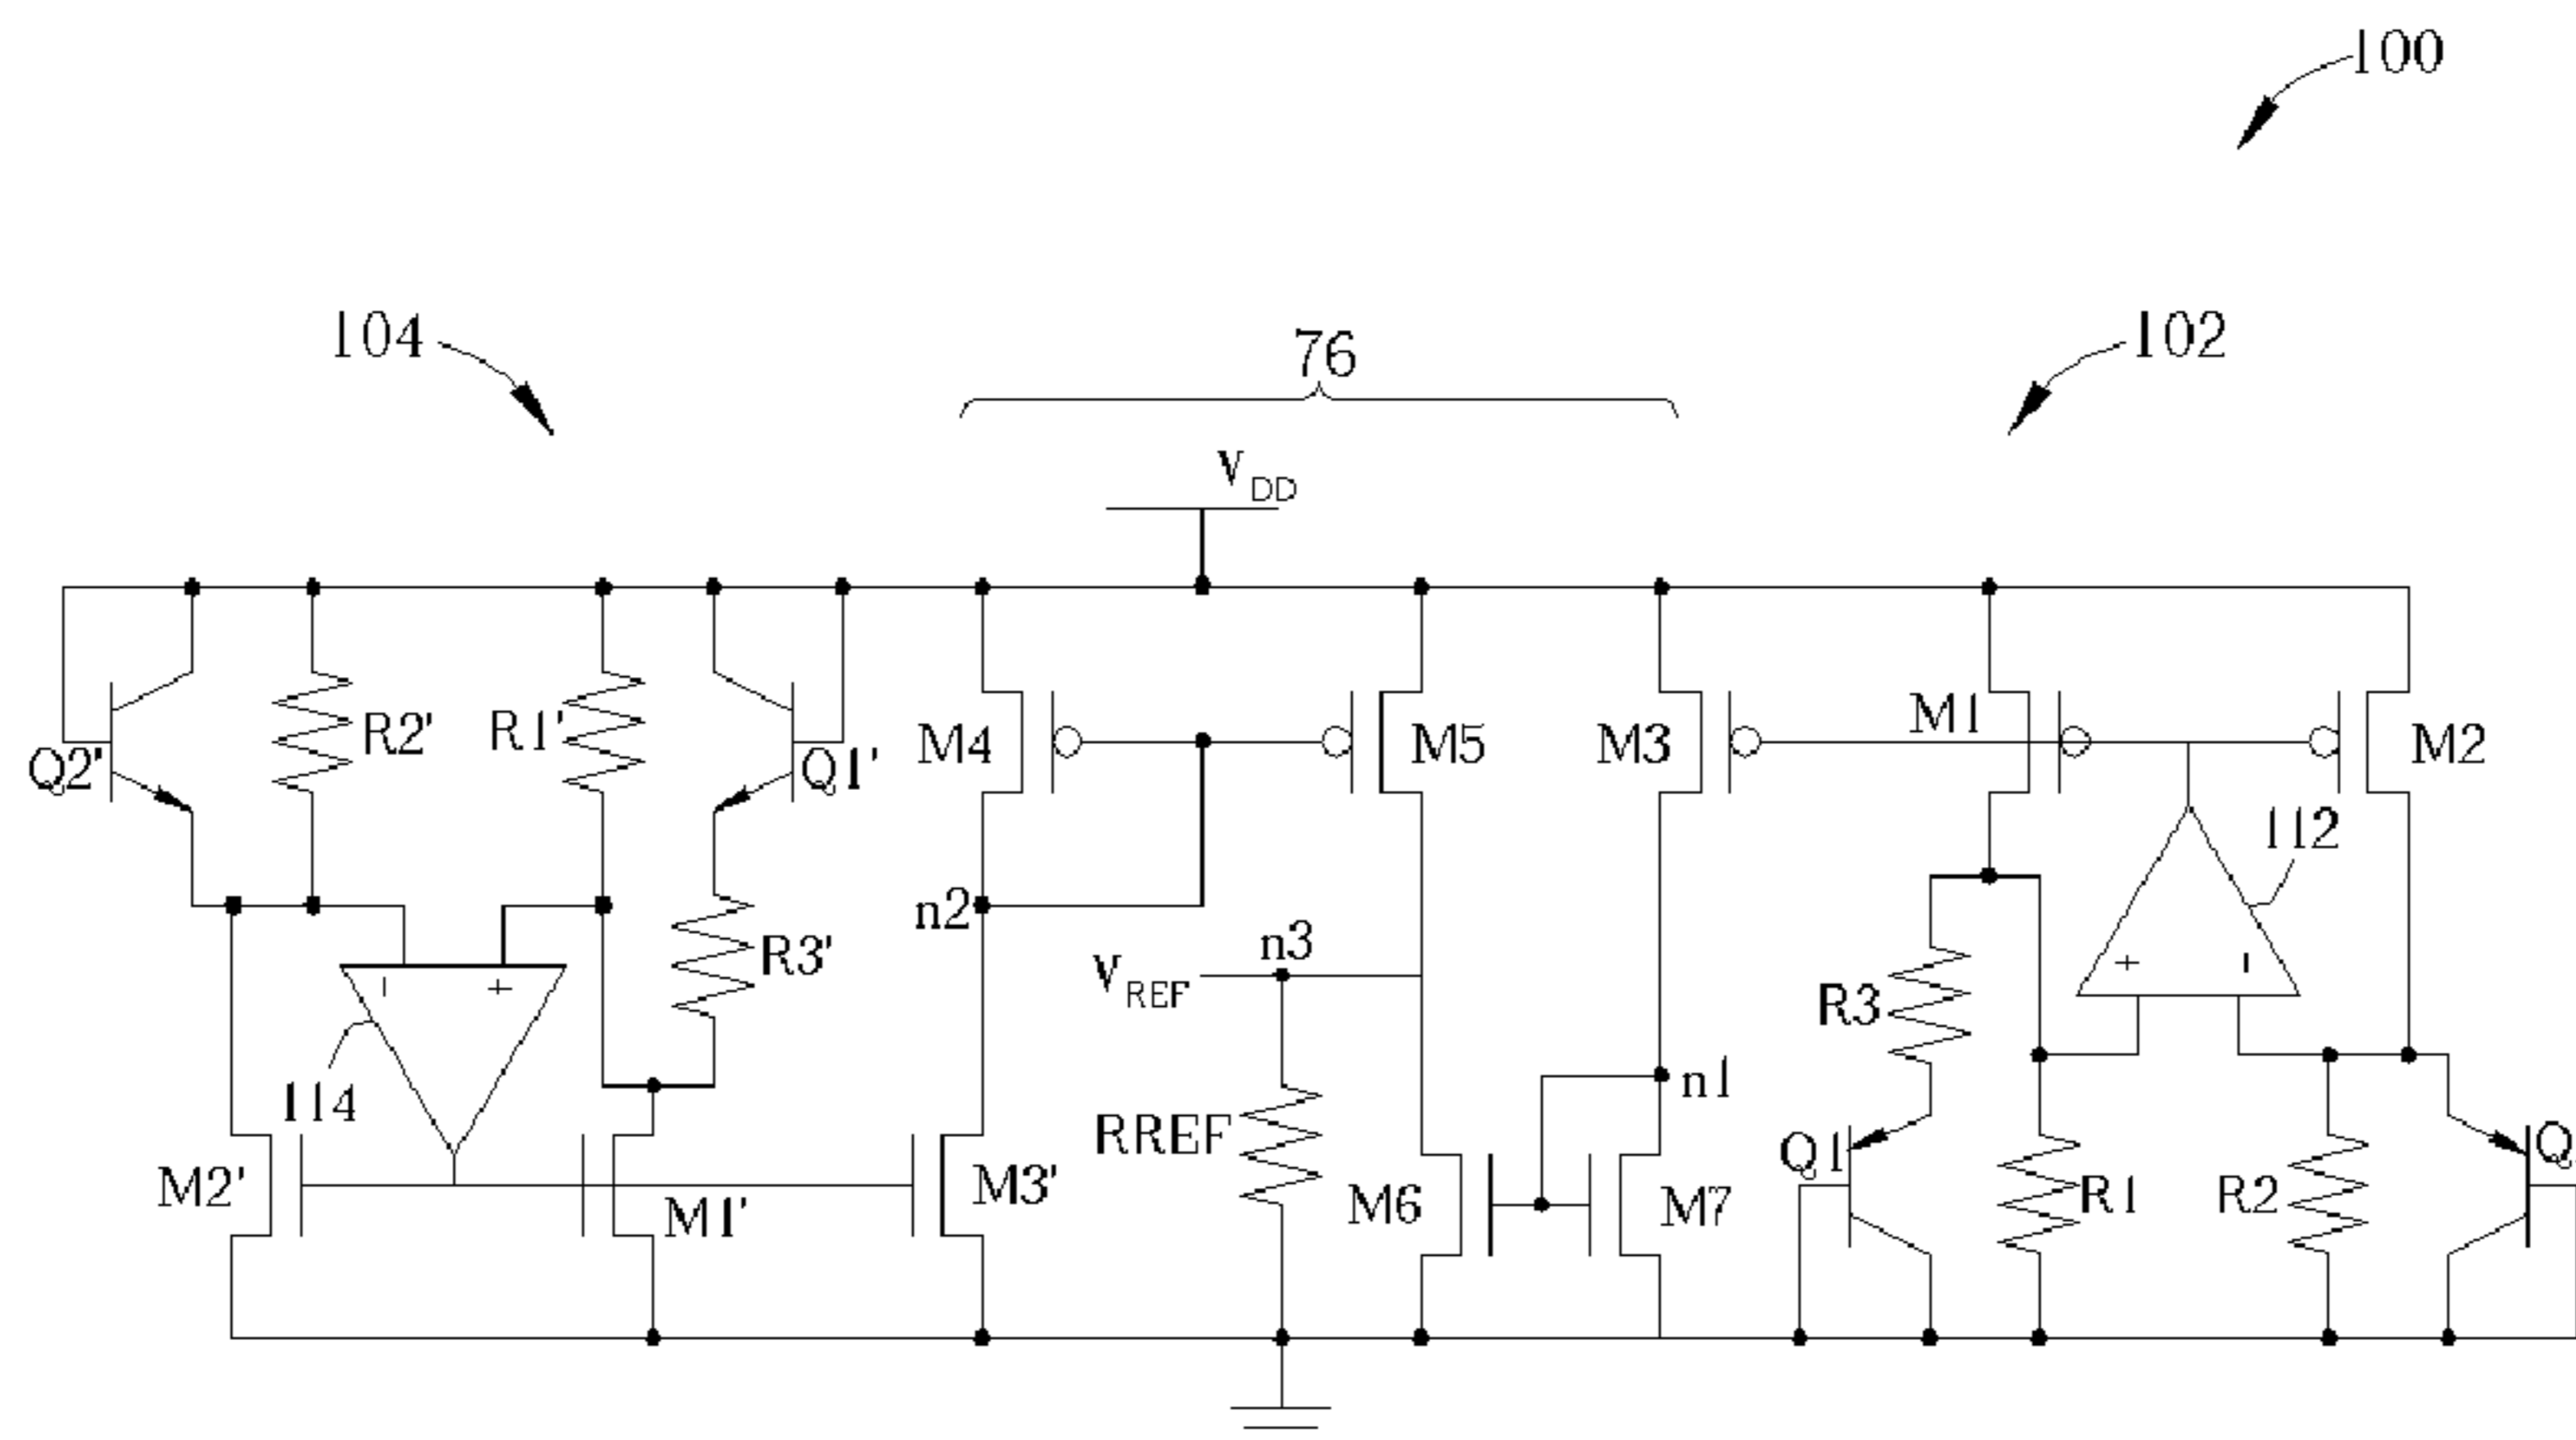 100
104
76
102
VDD
M1
R2'
R1'
M4
M5
M3
M2
Q2'
Q1'
112
n2
R3'
n3
VREF
R3
n1
114
RREF
Q1
Q
M2'
M3'
M1'
M6
M7
R1
R2
- +
+ -